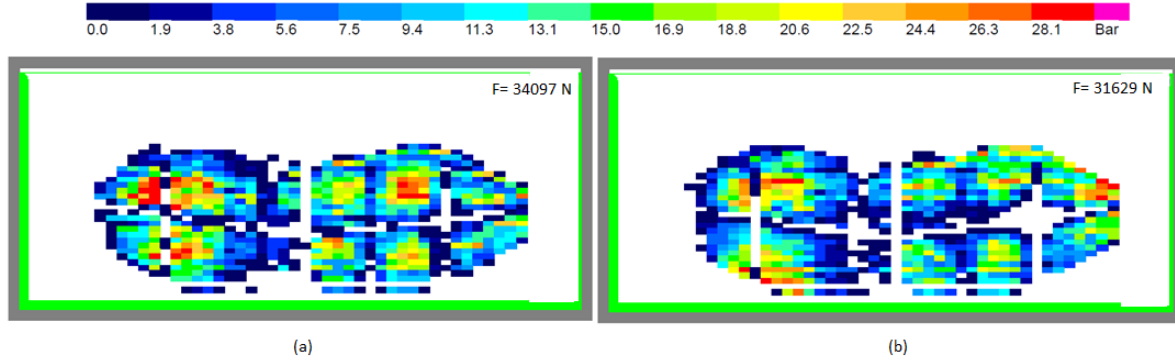 0.0 1.9 3.8 5.6 7.5 9.4 11.3 13.1 15.0 16.9 18.8 20.6 22.5 24.4 26.3 28.1 Bar
F= 34097 N F= 31629 N
(a) (b)